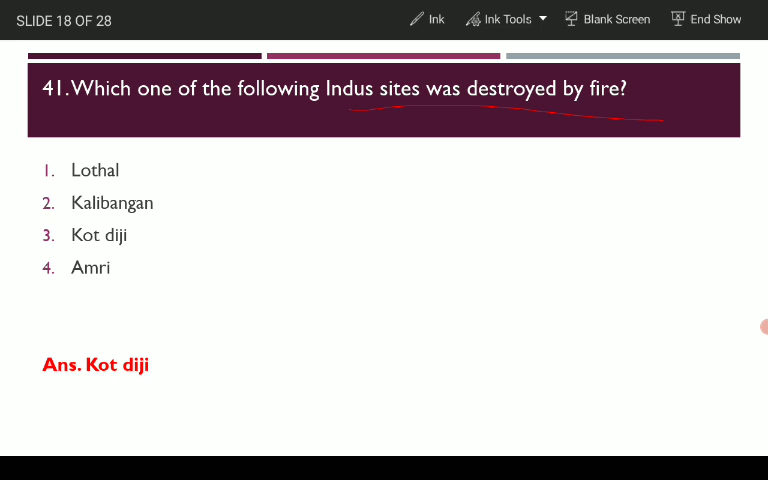 SLIDE 18 OF 28 Ink Ink Tools Blank Screen End Show
41. Which one of the following Indus sites was destroyed by fire?
1. Lothal
2. Kalibangan
3. Kot diji
4. Amri
Ans. Kot diji